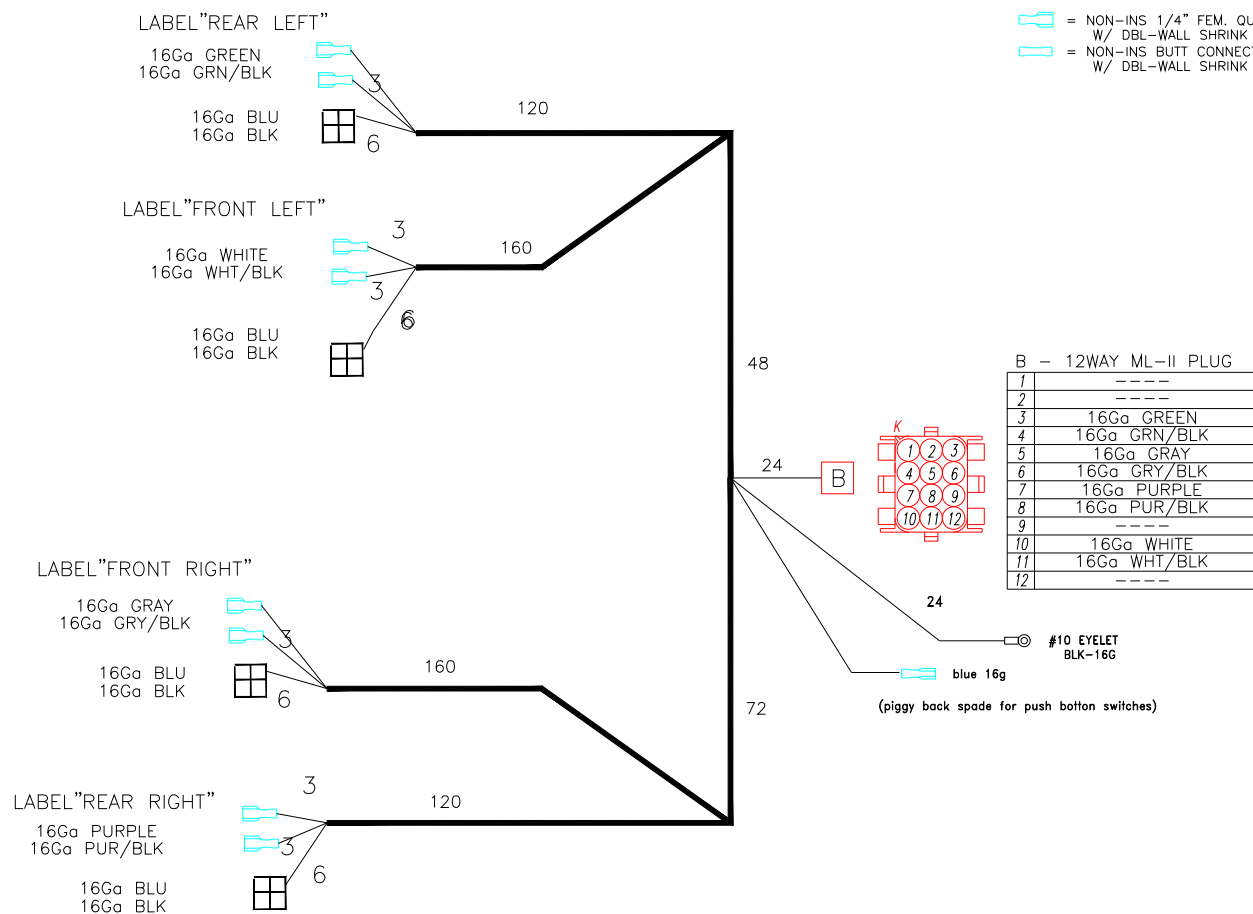 = NON-INS 1/4" FEM. QU
W/ DBL-WALL SHRINK
= NON-INS BUTT CONNECT
W/ DBL-WALL SHRINK
LABEL"REAR LEFT"
16Ga GREEN
16Ga GRN/BLK
3
16Ga BLU
16Ga BLK
6
120
LABEL"FRONT LEFT"
3
16Ga WHITE
16Ga WHT/BLK
3
160
6
16Ga BLU
16Ga BLK
48
24
B
K
1 2 3
4 5 6
7 8 9
10 11 12
B - 12WAY ML-II PLUG
1 ----
2 ----
3 16Ga GREEN
4 16Ga GRN/BLK
5 16Ga GRAY
6 16Ga GRY/BLK
7 16Ga PURPLE
8 16Ga PUR/BLK
9 ----
10 16Ga WHITE
11 16Ga WHT/BLK
12 ----
24
#10 EYELET
BLK-16G
blue 16g
(piggy back spade for push botton switches)
72
LABEL"FRONT RIGHT"
16Ga GRAY
16Ga GRY/BLK
3
16Ga BLU
16Ga BLK
6
160
LABEL"REAR RIGHT"
3
16Ga PURPLE
16Ga PUR/BLK
3
120
6
16Ga BLU
16Ga BLK